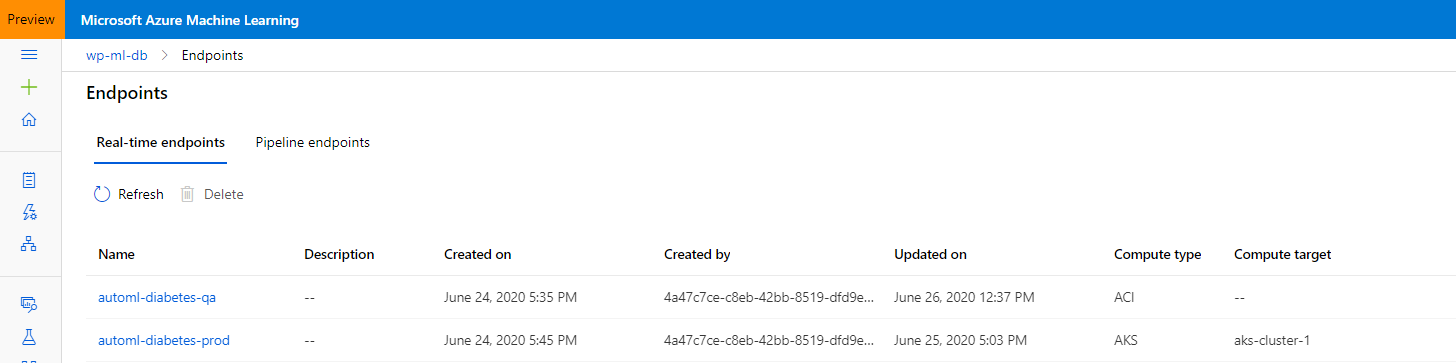 Preview Microsoft Azure Machine Learning
wp-ml-db > Endpoints
Endpoints
Real-time endpoints Pipeline endpoints
Refresh Delete
Name Description Created on Created by Updated on Compute type Compute target
automl-diabetes-qa -- June 24, 2020 5:35 PM 4a47c7ce-c8eb-42bb-8519-dfd9e... June 26, 2020 12:37 PM ACI --
automl-diabetes-prod -- June 24, 2020 5:45 PM 4a47c7ce-c8eb-42bb-8519-dfd9e... June 25, 2020 5:03 PM AKS aks-cluster-1